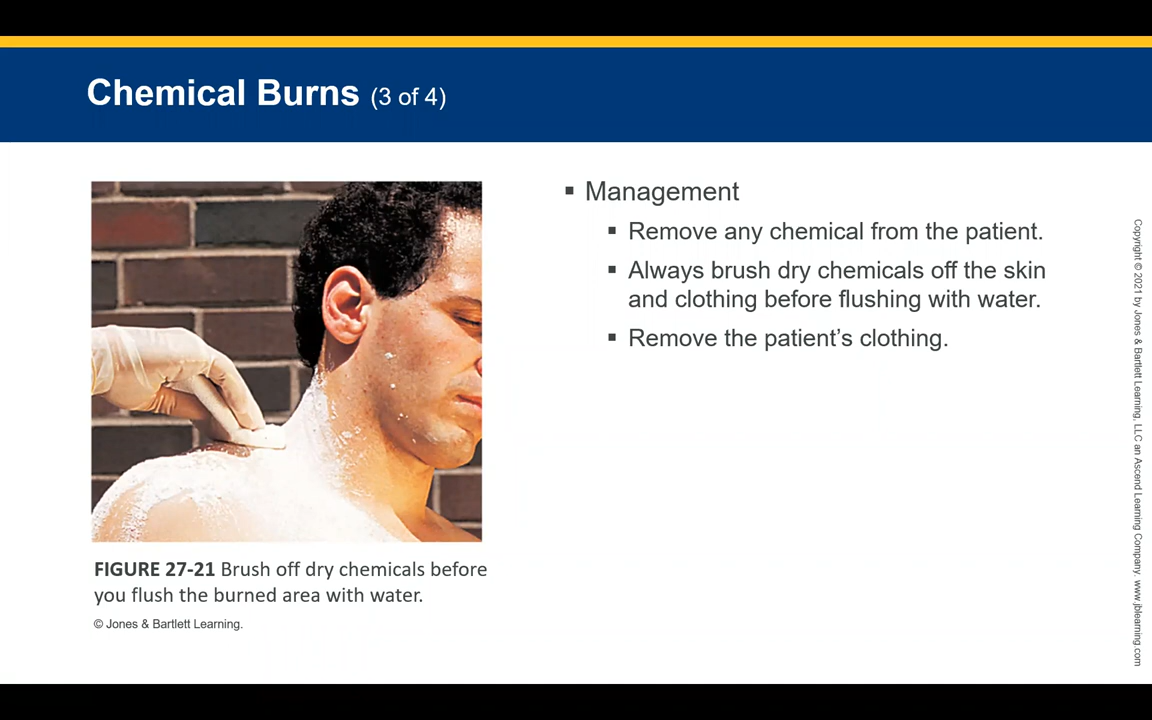 Chemical Burns (3 of 4)
▪ Management
▪ Remove any chemical from the patient.
▪ Always brush dry chemicals off the skin
and clothing before flushing with water.
▪ Remove the patient’s clothing.
FIGURE 27-21 Brush off dry chemicals before
you flush the burned area with water.
© Jones & Bartlett Learning.
Copyright © 2021 by Jones & Bartlett Learning, LLC an Ascend Learning Company. www.jblearning.com